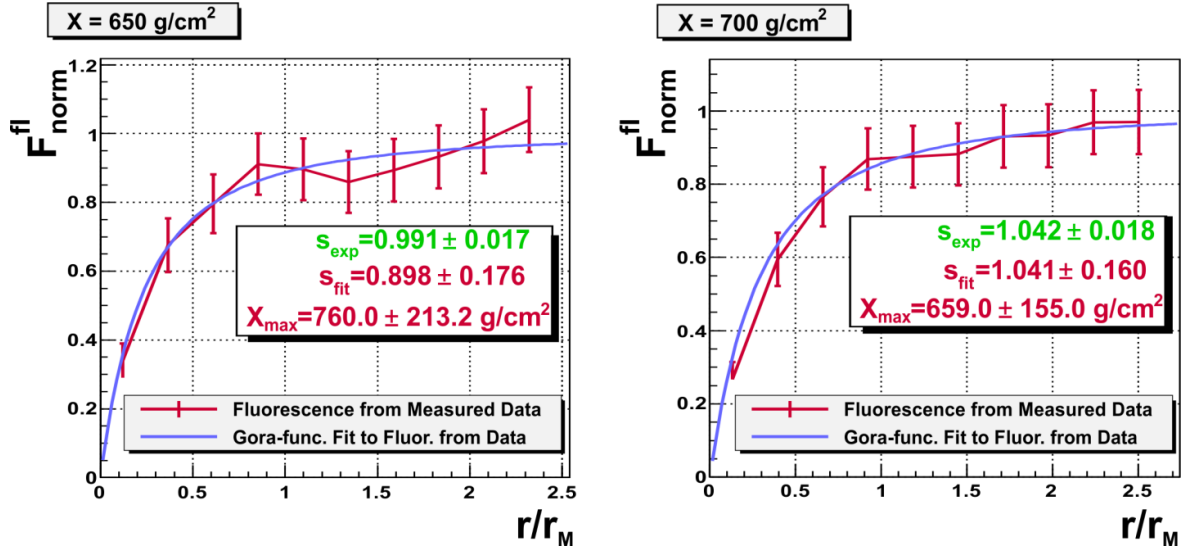 X = 650 g/cm²
F^fl_norm
1.2
1
0.8
0.6
0.4
0.2
0
s_exp=0.991 ± 0.017
s_fit=0.898 ± 0.176
X_max=760.0 ± 213.2 g/cm²
Fluorescence from Measured Data
Gora-func. Fit to Fluor. from Data
0 0.5 1 1.5 2 2.5
r/r_M
X = 700 g/cm²
F^fl_norm
1
0.8
0.6
0.4
0.2
0
s_exp=1.042 ± 0.018
s_fit=1.041 ± 0.160
X_max=659.0 ± 155.0 g/cm²
Fluorescence from Measured Data
Gora-func. Fit to Fluor. from Data
0 0.5 1 1.5 2 2.5
r/r_M